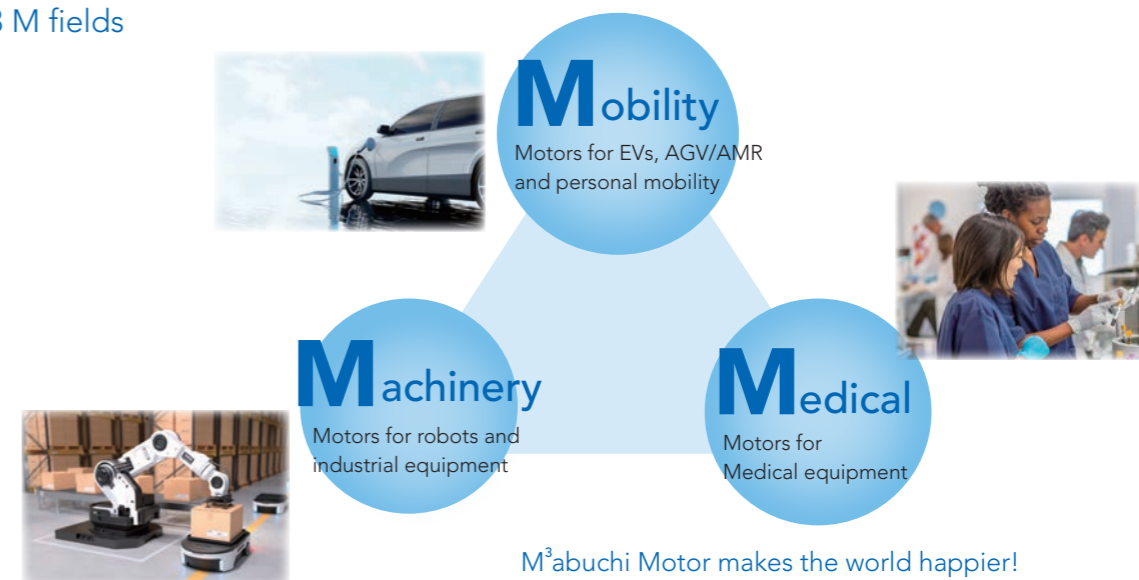 3 M fields
Mobility
Motors for EVs, AGV/AMR
and personal mobility
Machinery
Motors for robots and
industrial equipment
Medical
Motors for
Medical equipment
M³abuchi Motor makes the world happier!